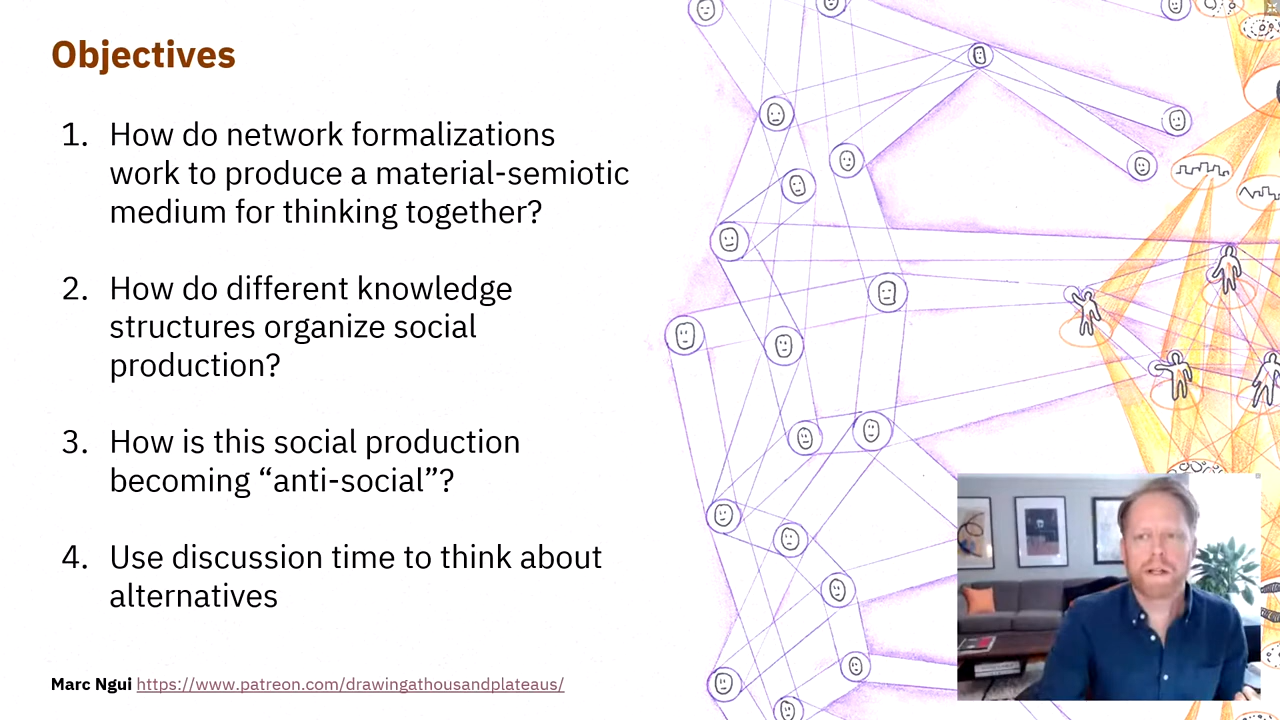 Objectives
1. How do network formalizations
work to produce a material-semiotic
medium for thinking together?
2. How do different knowledge
structures organize social
production?
3. How is this social production
becoming “anti-social”?
4. Use discussion time to think about
alternatives
Marc Ngui https://www.patreon.com/drawingathousandplateaus/